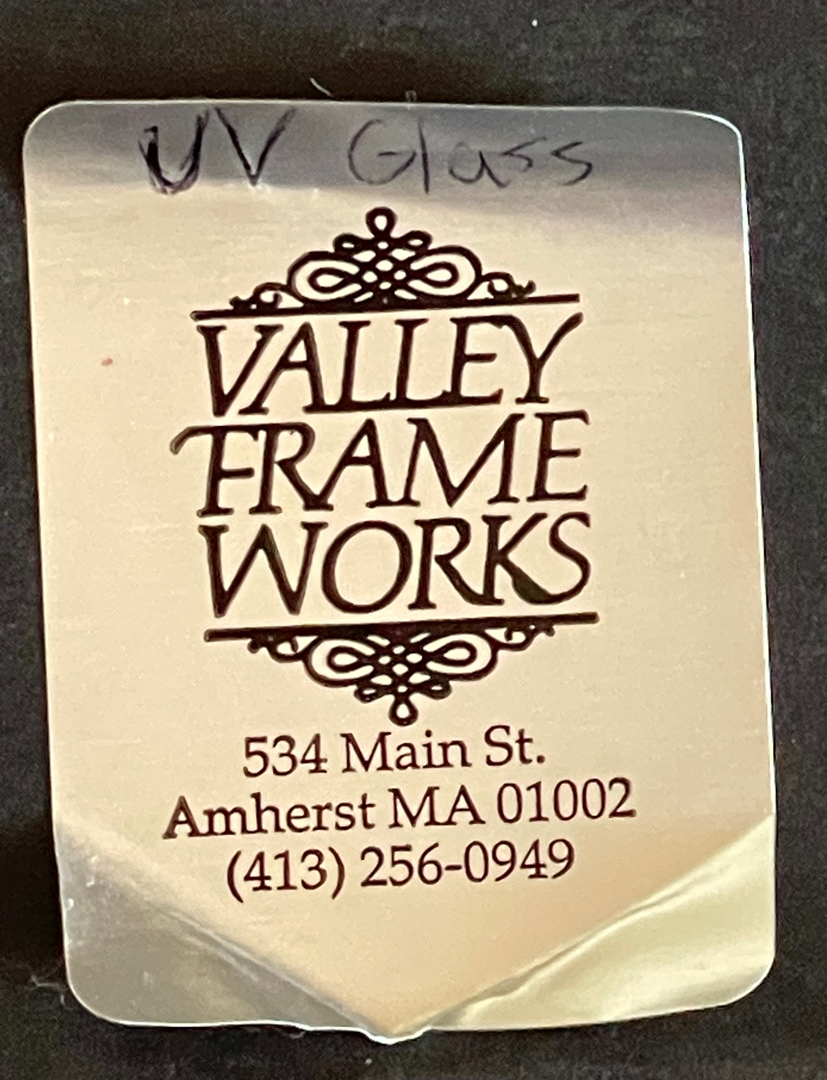 UV Glass
VALLEY
FRAME
WORKS
534 Main St.
Amherst MA 01002
(413) 256-0949